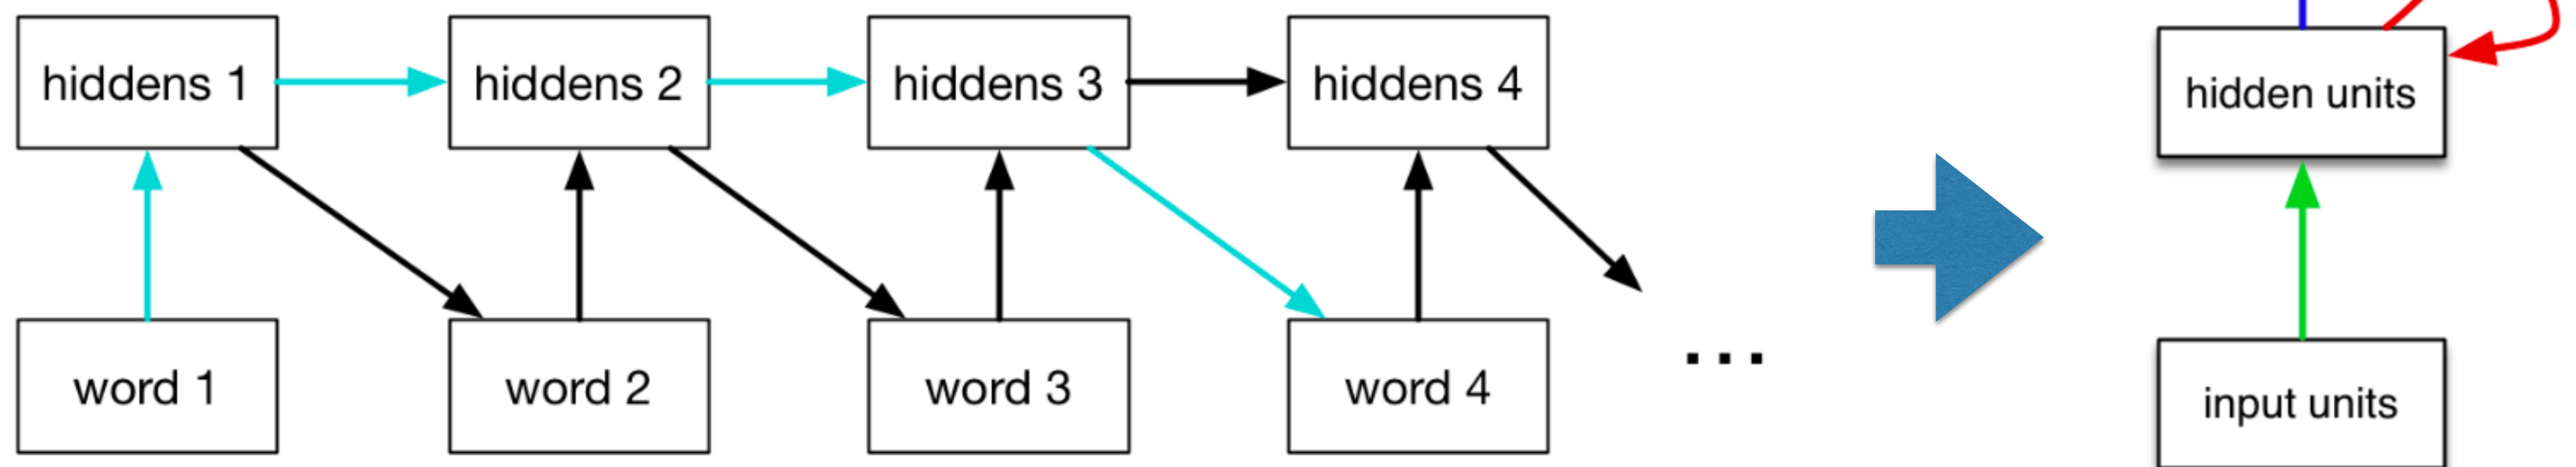 hiddens 1
hiddens 2
hiddens 3
hiddens 4
hidden units
word 1
word 2
word 3
word 4
...
input units